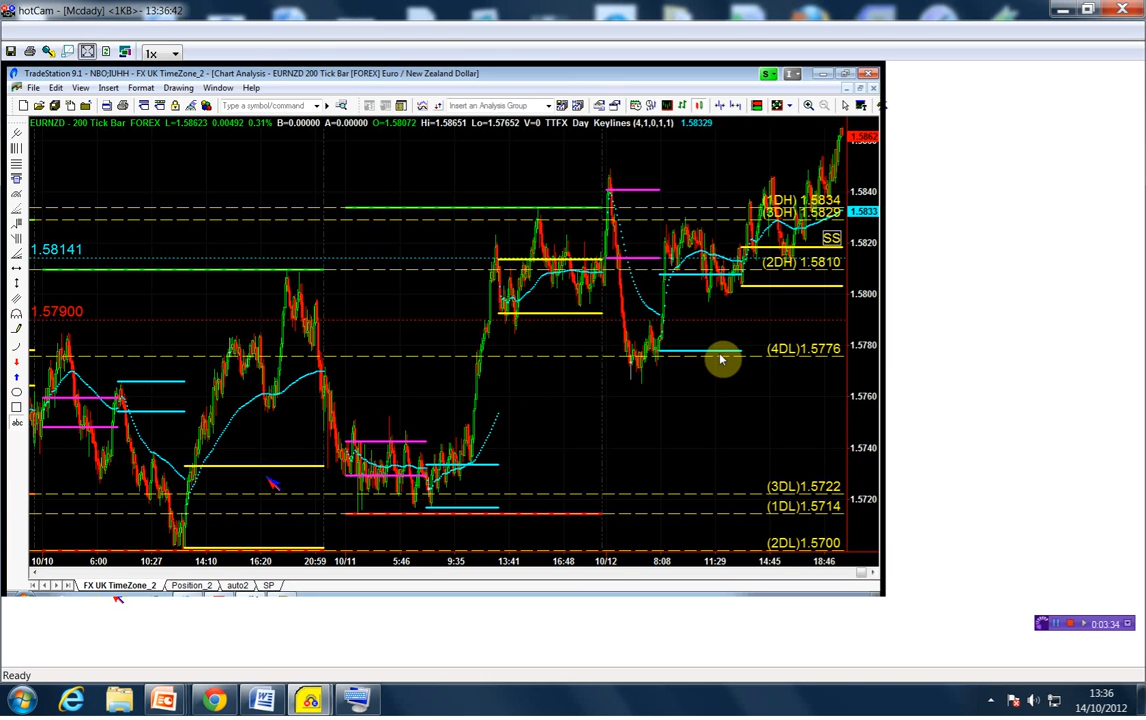 hotCam - [Mcdady] <1KB> - 13:36:42
1x
TradeStation 9.1 - NBO;IUHH - FX UK TimeZone_2 - [Chart Analysis - EURNZD 200 Tick Bar [FOREX] Euro / New Zealand Dollar]
S
I
File Edit View Insert Format Drawing Window Help
Type a symbol/command
Insert an Analysis Group
EURNZD - 200 Tick Bar FOREX L=1.58623 0.00492 0.31% B=0.00000 A=0.00000 O=1.58072 Hi=1.58651 Lo=1.57652 V=0 TTFX Day Keylines (4,1,0,1,1) 1.58329
1.5862
1.5840
(1DH) 1.5834
(3DH) 1.5829
1.5833
SS
1.5820
1.58141
(2DH) 1.5810
1.5800
1.57900
1.5780
(4DL)1.5776
1.5760
1.5740
(3DL)1.5722
1.5720
(1DL)1.5714
(2DL)1.5700
10/10 6:00 14:10 16:20 20:59 10/11 5:46 9:35 13:41 16:48 10/12 8:08 11:29 14:45 18:46
abc
FX UK TimeZone_2 Position_2 auto2 SP
0:03:34
Ready
13:36
14/10/2012